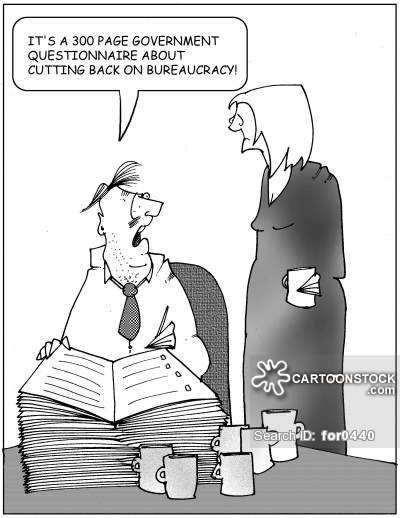 IT'S A 300 PAGE GOVERNMENT
QUESTIONNAIRE ABOUT
CUTTING BACK ON BUREAUCRACY!
CARTOONSTOCK
.com
Search ID: for0440